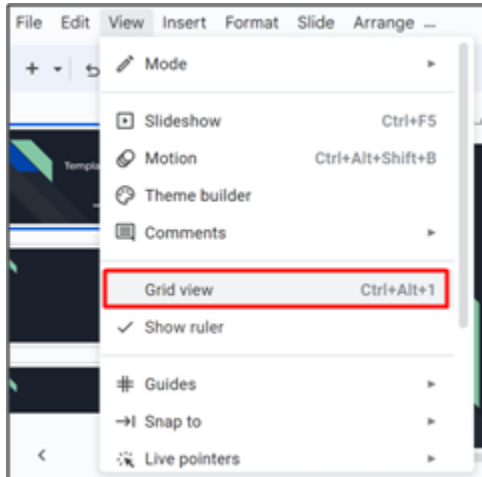 File Edit View Insert Format Slide Arrange
Mode
Slideshow Ctrl+F5
Motion Ctrl+Alt+Shift+B
Templa
Theme builder
Comments
Grid view Ctrl+Alt+1
Show ruler
Guides
Snap to
Live pointers